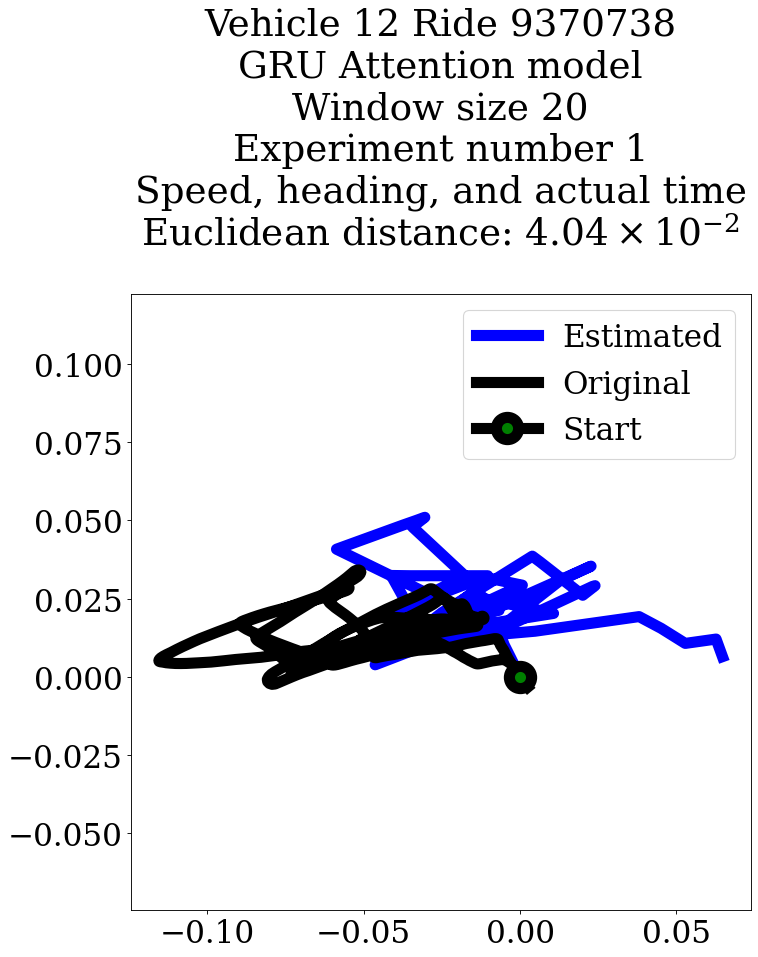 Vehicle 12 Ride 9370738
GRU Attention model
Window size 20
Experiment number 1
Speed, heading, and actual time
Euclidean distance: 4.04 × 10⁻²
Estimated
Original
Start
0.100
0.075
0.050
0.025
0.000
−0.025
−0.050
−0.10
−0.05
0.00
0.05